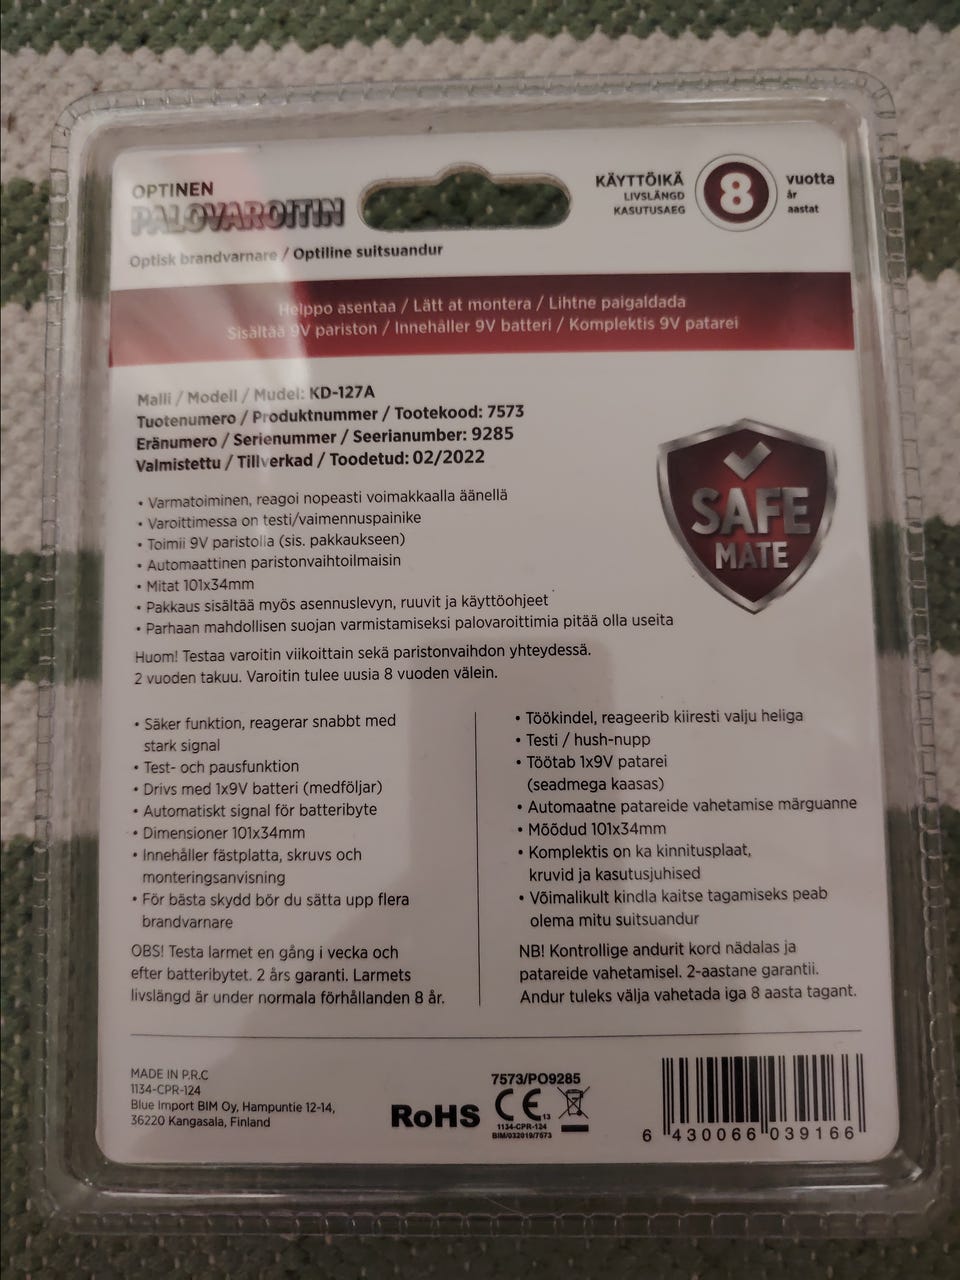 OPTINEN
PALOVAROITIN
Optisk brandvarnare / Optiline suitsuandur
KÄYTTÖIKÄ
LIVSLÄNGD
KASUTUSAEG
8
vuotta
år
aastat
Helppo asentaa / Lätt at montera / Lihtne paigaldada
Sisältää 9V pariston / Innehåller 9V batteri / Komplektis 9V patarei
Malli / Modell / Mudel: KD-127A
Tuotenumero / Produktnummer / Tootekood: 7573
Eränumero / Serienummer / Seerianumber: 9285
Valmistettu / Tillverkad / Toodetud: 02/2022
• Varmatoiminen, reagoi nopeasti voimakkaalla äänellä
• Varoittimessa on testi/vaimennuspainike
• Toimii 9V paristolla (sis. pakkaukseen)
• Automaattinen paristonvaihtoilmaisin
• Mitat 101x34mm
• Pakkaus sisältää myös asennuslevyn, ruuvit ja käyttöohjeet
• Parhaan mahdollisen suojan varmistamiseksi palovaroittimia pitää olla useita
Huom! Testaa varoitin viikoittain sekä paristonvaihdon yhteydessä.
2 vuoden takuu. Varoitin tulee uusia 8 vuoden välein.
SAFE
MATE
• Säker funktion, reagerar snabbt med
stark signal
• Test- och pausfunktion
• Drivs med 1x9V batteri (medföljar)
• Automatiskt signal för batteribyte
• Dimensioner 101x34mm
• Innehåller fästplatta, skruvs och
monteringsanvisning
• För bästa skydd bör du sätta upp flera
brandvarnare
OBS! Testa larmet en gång i vecka och
efter batteribytet. 2 års garanti. Larmets
livslängd är under normala förhållanden 8 år.
• Töökindel, reageerib kiiresti valju heliga
• Testi / hush-nupp
• Töötab 1x9V patarei
(seadmega kaasas)
• Automaatne patareide vahetamise märguanne
• Mõõdud 101x34mm
• Komplektis on ka kinnitusplaat,
kruvid ja kasutusjuhised
• Võimalikult kindla kaitse tagamiseks peab
olema mitu suitsuandur
NB! Kontrollige andurit kord nädalas ja
patareide vahetamisel. 2-aastane garantii.
Andur tuleks välja vahetada iga 8 aasta tagant.
MADE IN P.R.C
1134-CPR-124
Blue Import BIM Oy, Hampuntie 12-14,
36220 Kangasala, Finland
RoHS
7573/PO9285
CE 13
1134-CPR-124
BIM/032019/7573
6 430066 039166